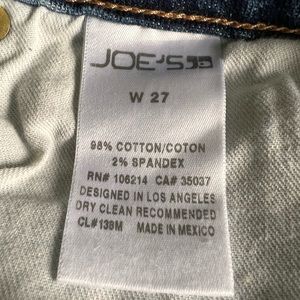 JOE'S
W 27
98% COTTON/COTON
2% SPANDEX
RN# 106214 CA# 35037
DESIGNED IN LOS ANGELES
DRY CLEAN RECOMMENDED
CL#139M MADE IN MEXICO